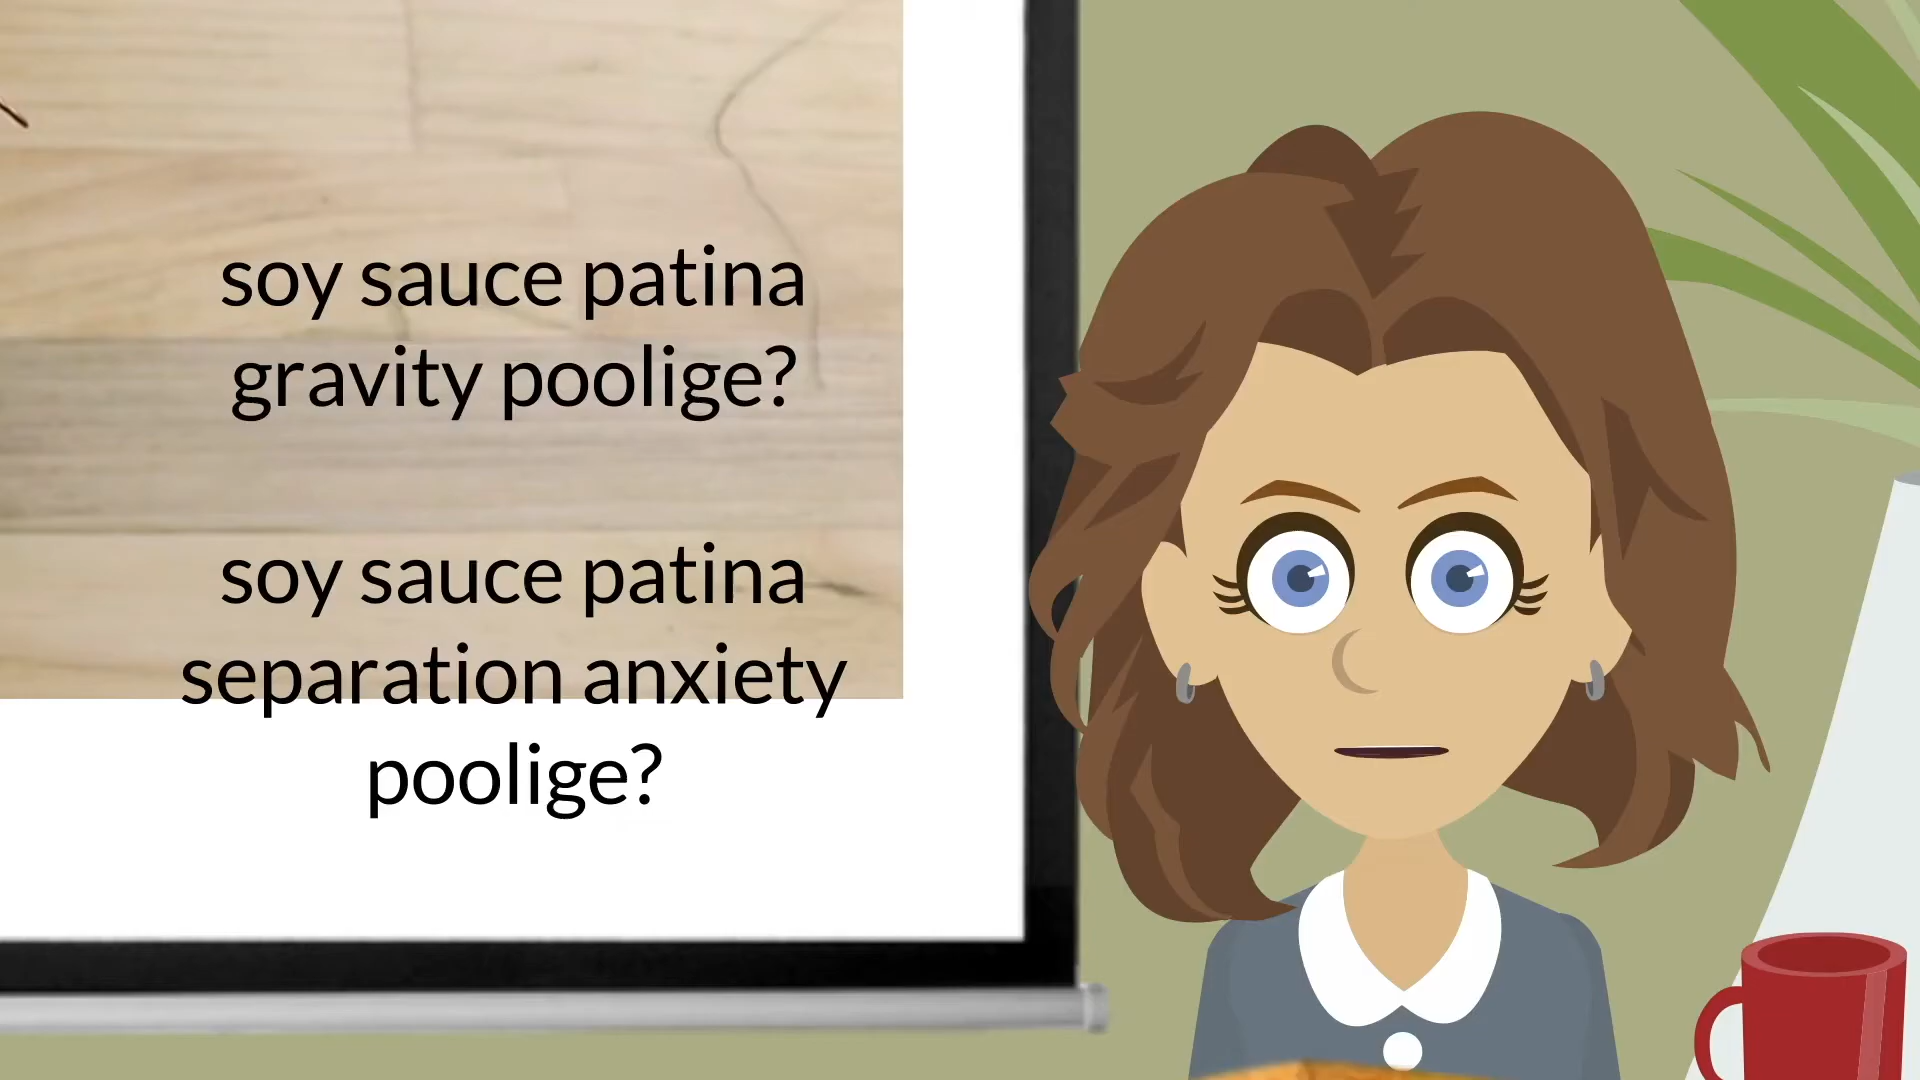 soy sauce patina
gravity poolige?
soy sauce patina
separation anxiety
poolige?